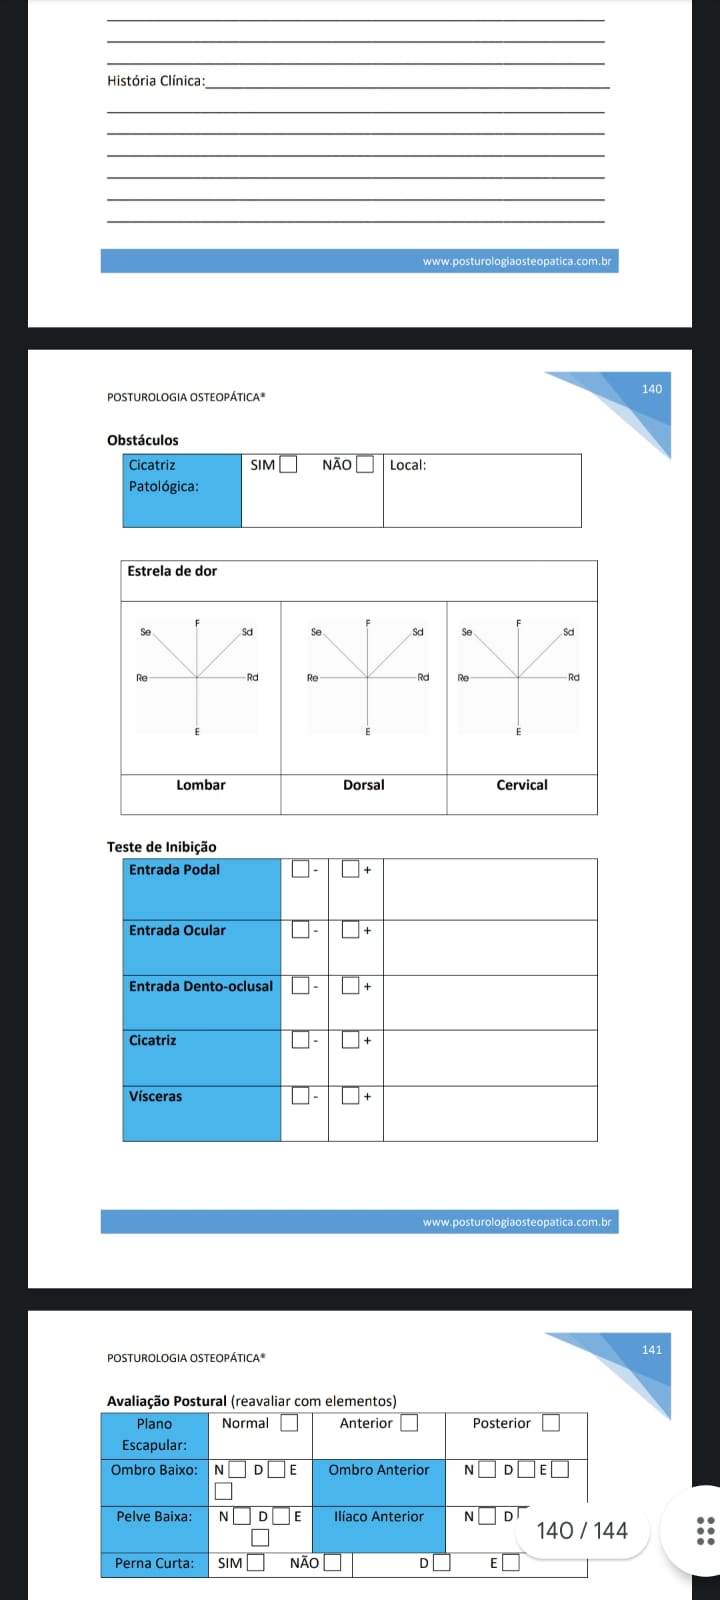 História Clínica:
www.posturologiaosteopatica.com.br
140
POSTUROLOGIA OSTEOPÁTICA®
Obstáculos
Cicatriz Patológica: SIM NÃO Local:
Estrela de dor
F F F
Se Sd Se Sd Se Sd
Re Rd Re Rd Re Rd
E E E
Lombar Dorsal Cervical
Teste de Inibição
Entrada Podal - +
Entrada Ocular - +
Entrada Dento-oclusal - +
Cicatriz - +
Vísceras - +
www.posturologiaosteopatica.com.br
141
POSTUROLOGIA OSTEOPÁTICA®
Avaliação Postural (reavaliar com elementos)
Plano Escapular: Normal Anterior Posterior
Ombro Baixo: N D E Ombro Anterior N D E
Pelve Baixa: N D E Ilíaco Anterior N D
140 / 144
Perna Curta: SIM NÃO D E